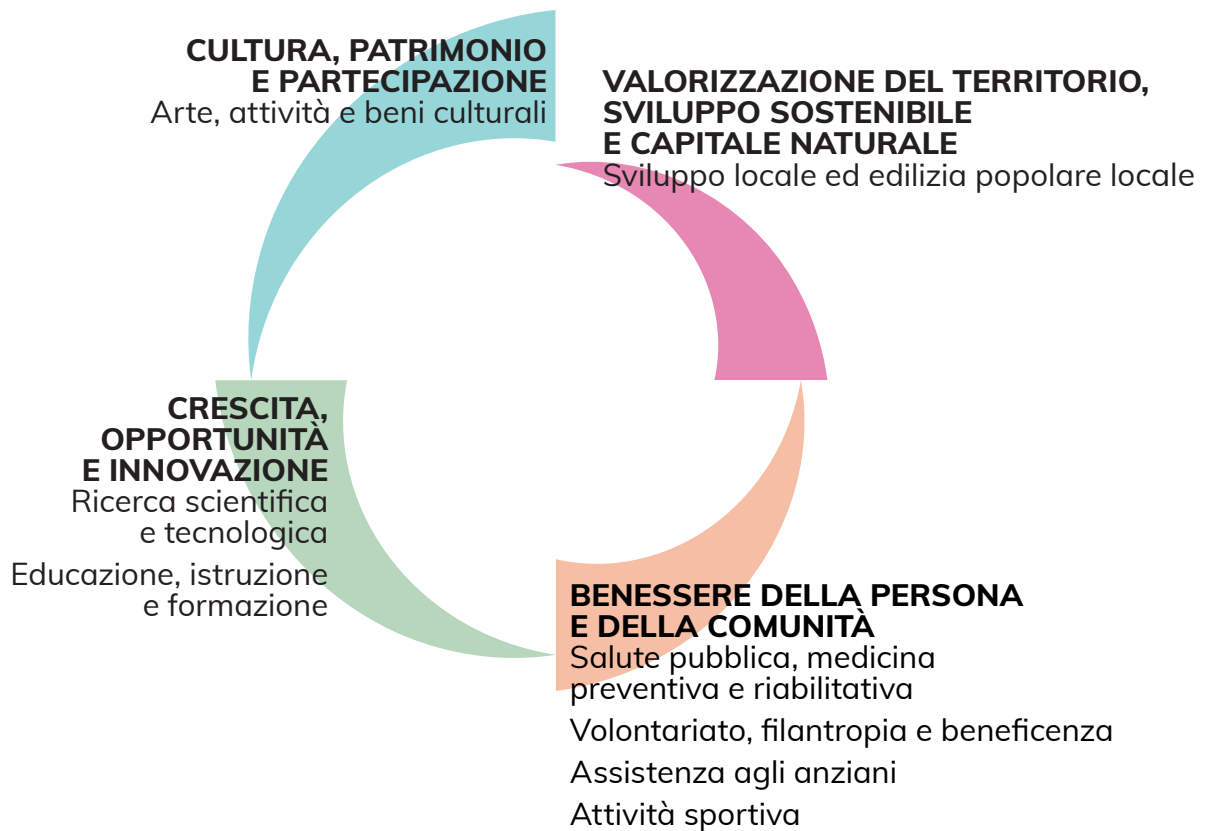 CULTURA, PATRIMONIO
E PARTECIPAZIONE
Arte, attività e beni culturali
VALORIZZAZIONE DEL TERRITORIO,
SVILUPPO SOSTENIBILE
E CAPITALE NATURALE
Sviluppo locale ed edilizia popolare locale
CRESCITA,
OPPORTUNITÀ
E INNOVAZIONE
Ricerca scientifica
e tecnologica
Educazione, istruzione
e formazione
BENESSERE DELLA PERSONA
E DELLA COMUNITÀ
Salute pubblica, medicina
preventiva e riabilitativa
Volontariato, filantropia e beneficenza
Assistenza agli anziani
Attività sportiva